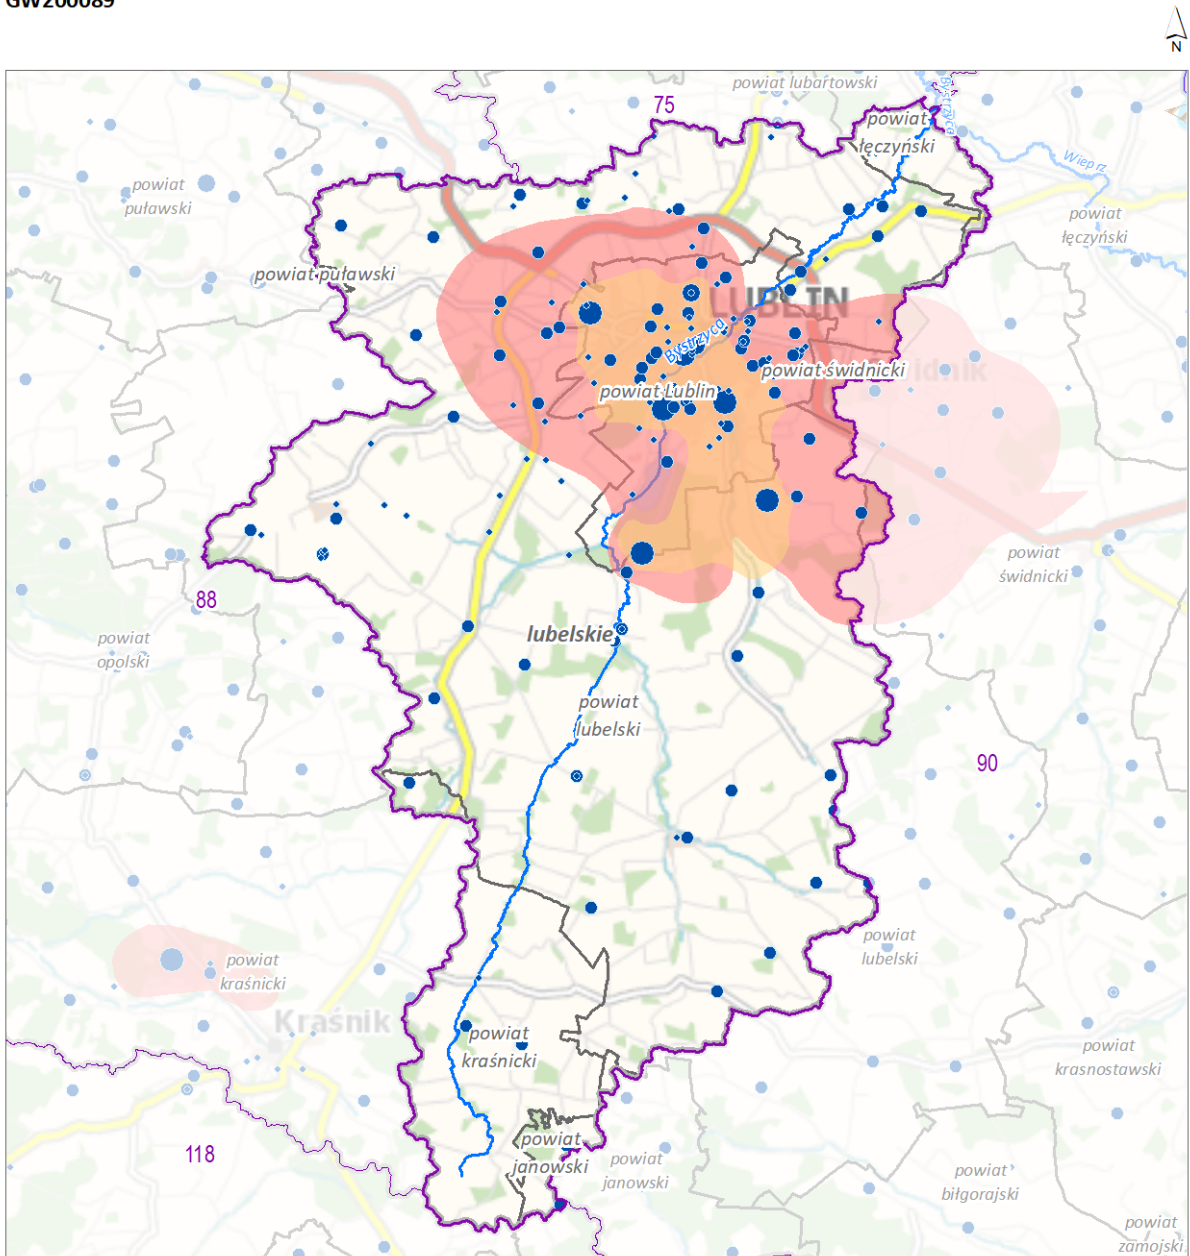 GW200089
N
powiat lubartowski
75
Bystrzyca
powiat
łęczyński
Wieprz
powiat
puławski
powiat
łęczyński
powiat puławski
LUBLIN
Bystrzyca
powiat świdnicki
powiat Lublin
powiat
świdnicki
88
powiat
opolski
lubelskie
powiat
lubelski
90
powiat
lubelski
powiat
kraśnicki
Kraśnik
powiat
kraśnicki
powiat
krasnostawski
118
powiat
janowski
powiat
janowski
powiat
biłgorajski
powiat
zamojski